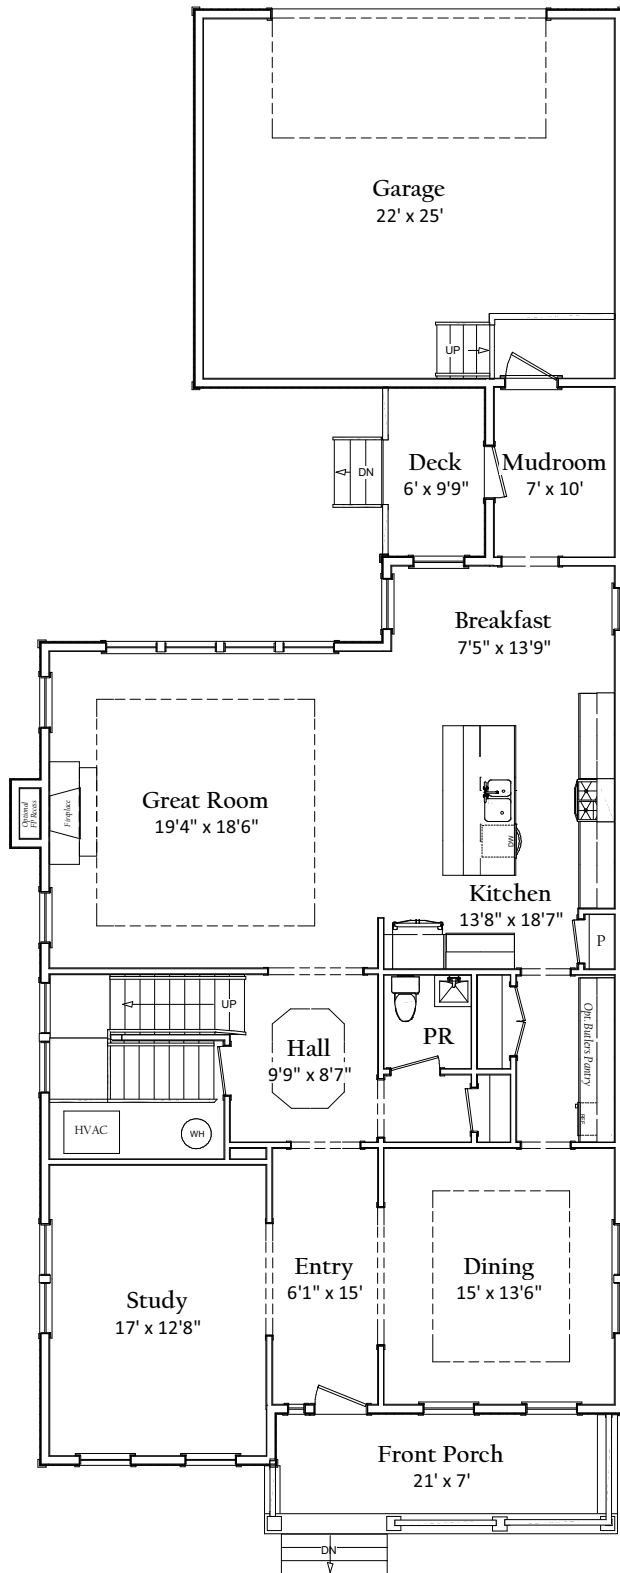 Garage
22' x 25'
UP
DN
Deck
6' x 9'9"
Mudroom
7' x 10'
Breakfast
7'5" x 13'9"
Great Room
19'4" x 18'6"
Optional
FP Recess
Fireplace
DW
Kitchen
13'8" x 18'7"
P
UP
Hall
9'9" x 8'7"
PR
Opt. Butlers Pantry
REF
HVAC
WH
Entry
6'1" x 15'
Dining
15' x 13'6"
Study
17' x 12'8"
Front Porch
21' x 7'
DN